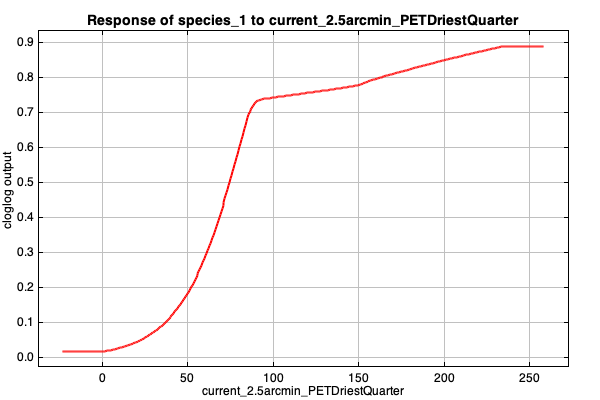 Response of species_1 to current_2.5arcmin_PETDriestQuarter
0.9
0.8
0.7
0.6
0.5
0.4
0.3
0.2
0.1
0.0
cloglog output
0 50 100 150 200 250
current_2.5arcmin_PETDriestQuarter